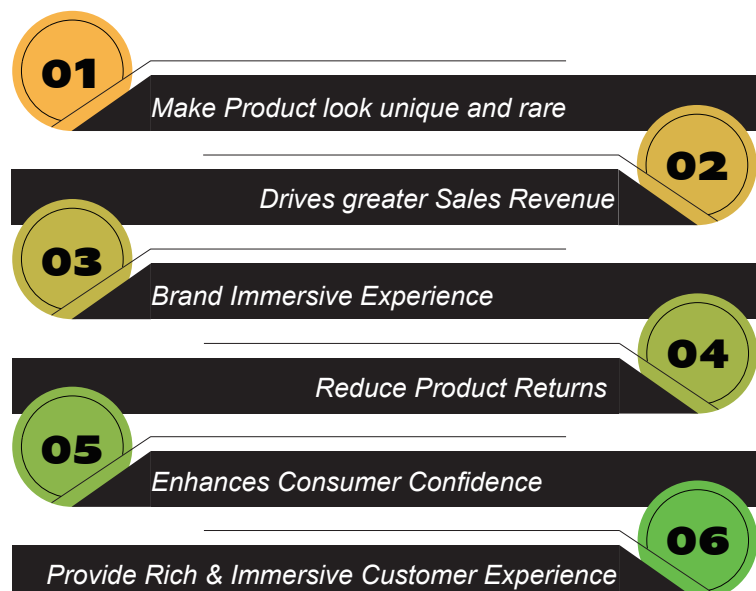 01
Make Product look unique and rare
02
Drives greater Sales Revenue
03
Brand Immersive Experience
04
Reduce Product Returns
05
Enhances Consumer Confidence
06
Provide Rich & Immersive Customer Experience